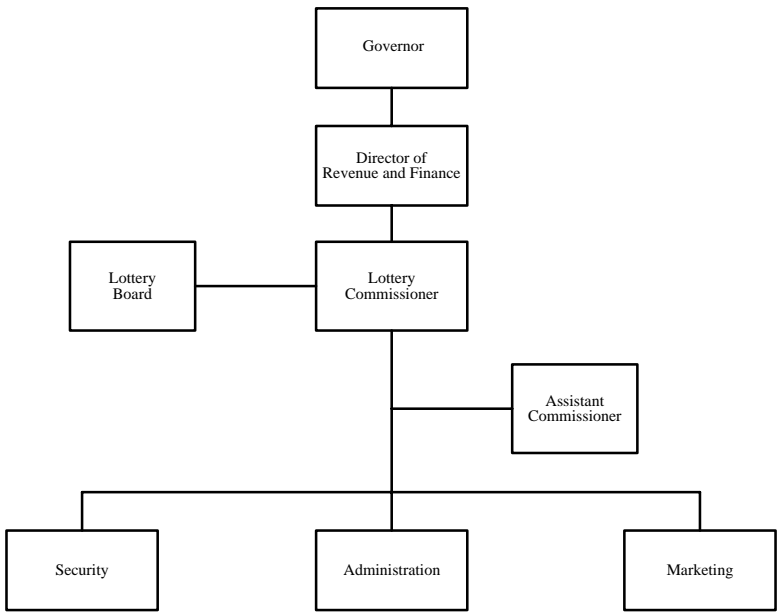 Governor
Director of
Revenue and Finance
Lottery
Board
Lottery
Commissioner
Assistant
Commissioner
Security
Administration
Marketing